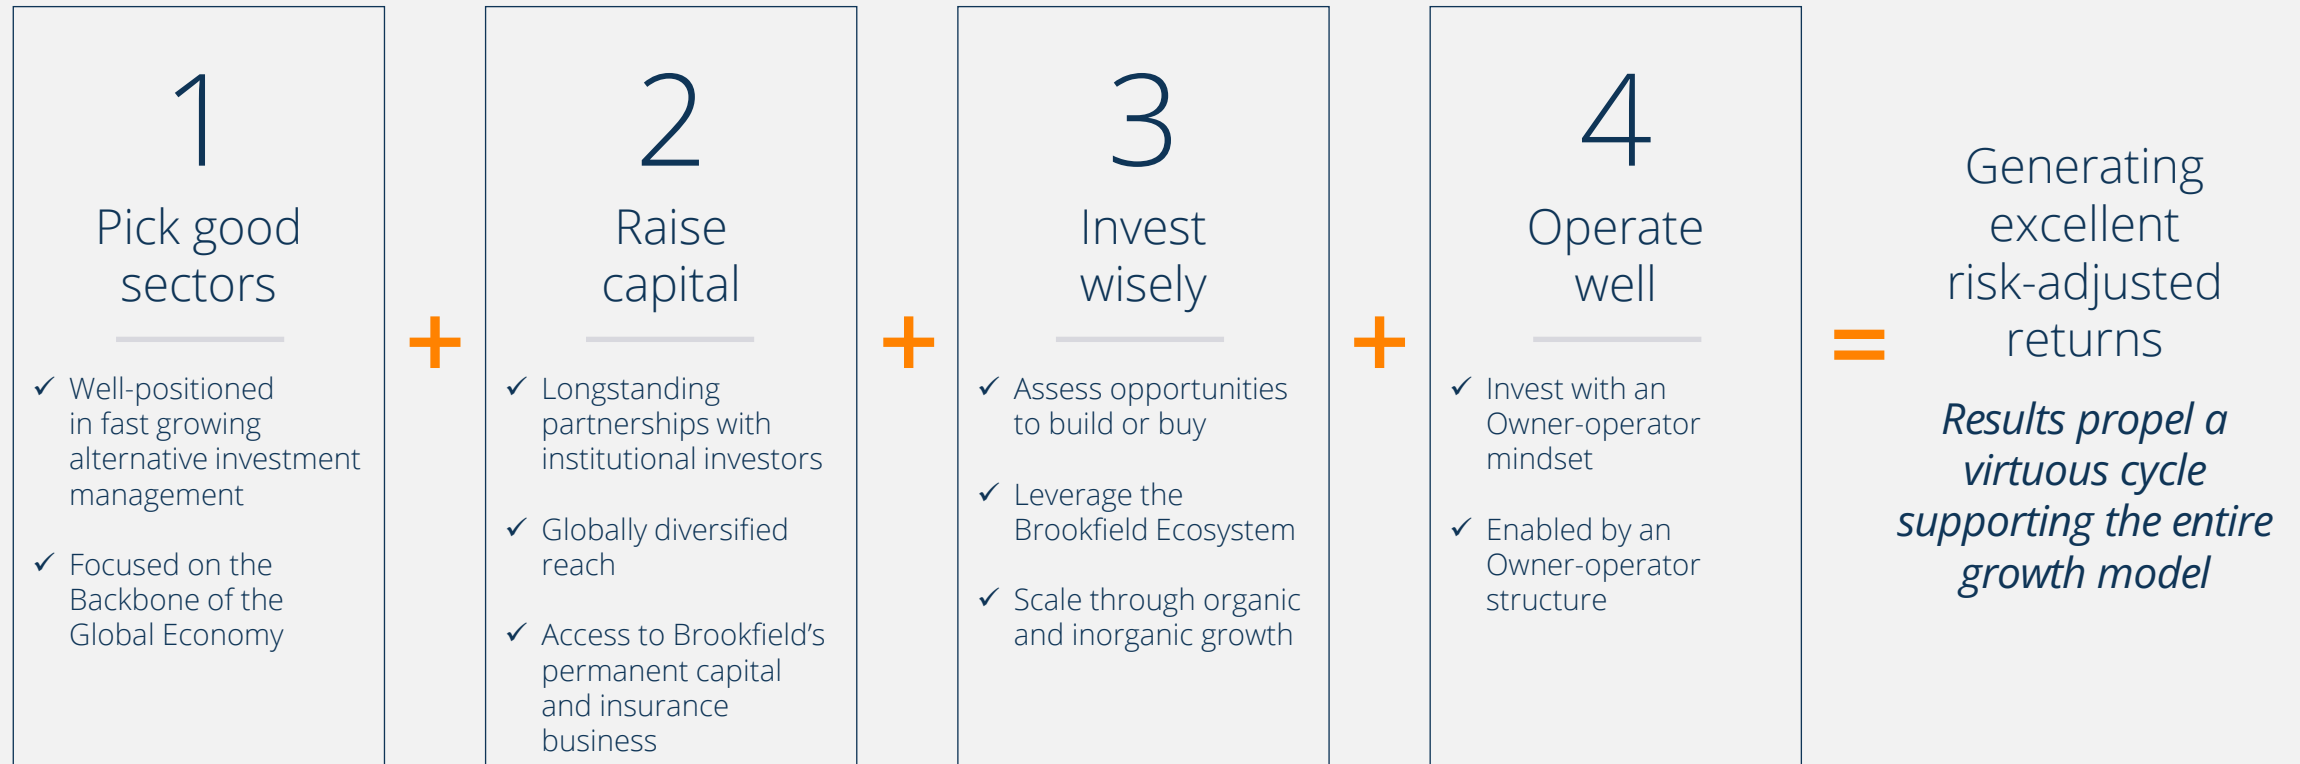 1
Pick good
sectors
✓ Well-positioned
in fast growing
alternative investment
management
✓ Focused on the
Backbone of the
Global Economy
+
2
Raise
capital
✓ Longstanding
partnerships with
institutional investors
✓ Globally diversified
reach
✓ Access to Brookfield’s
permanent capital
and insurance
business
+
3
Invest
wisely
✓ Assess opportunities
to build or buy
✓ Leverage the
Brookfield Ecosystem
✓ Scale through organic
and inorganic growth
+
4
Operate
well
✓ Invest with an
Owner-operator
mindset
✓ Enabled by an
Owner-operator
structure
=
Generating
excellent
risk-adjusted
returns
Results propel a
virtuous cycle
supporting the entire
growth model